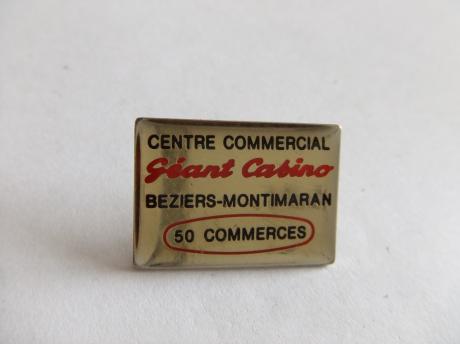 CENTRE COMMERCIAL
Géant Casino
BEZIERS-MONTIMARAN
50 COMMERCES